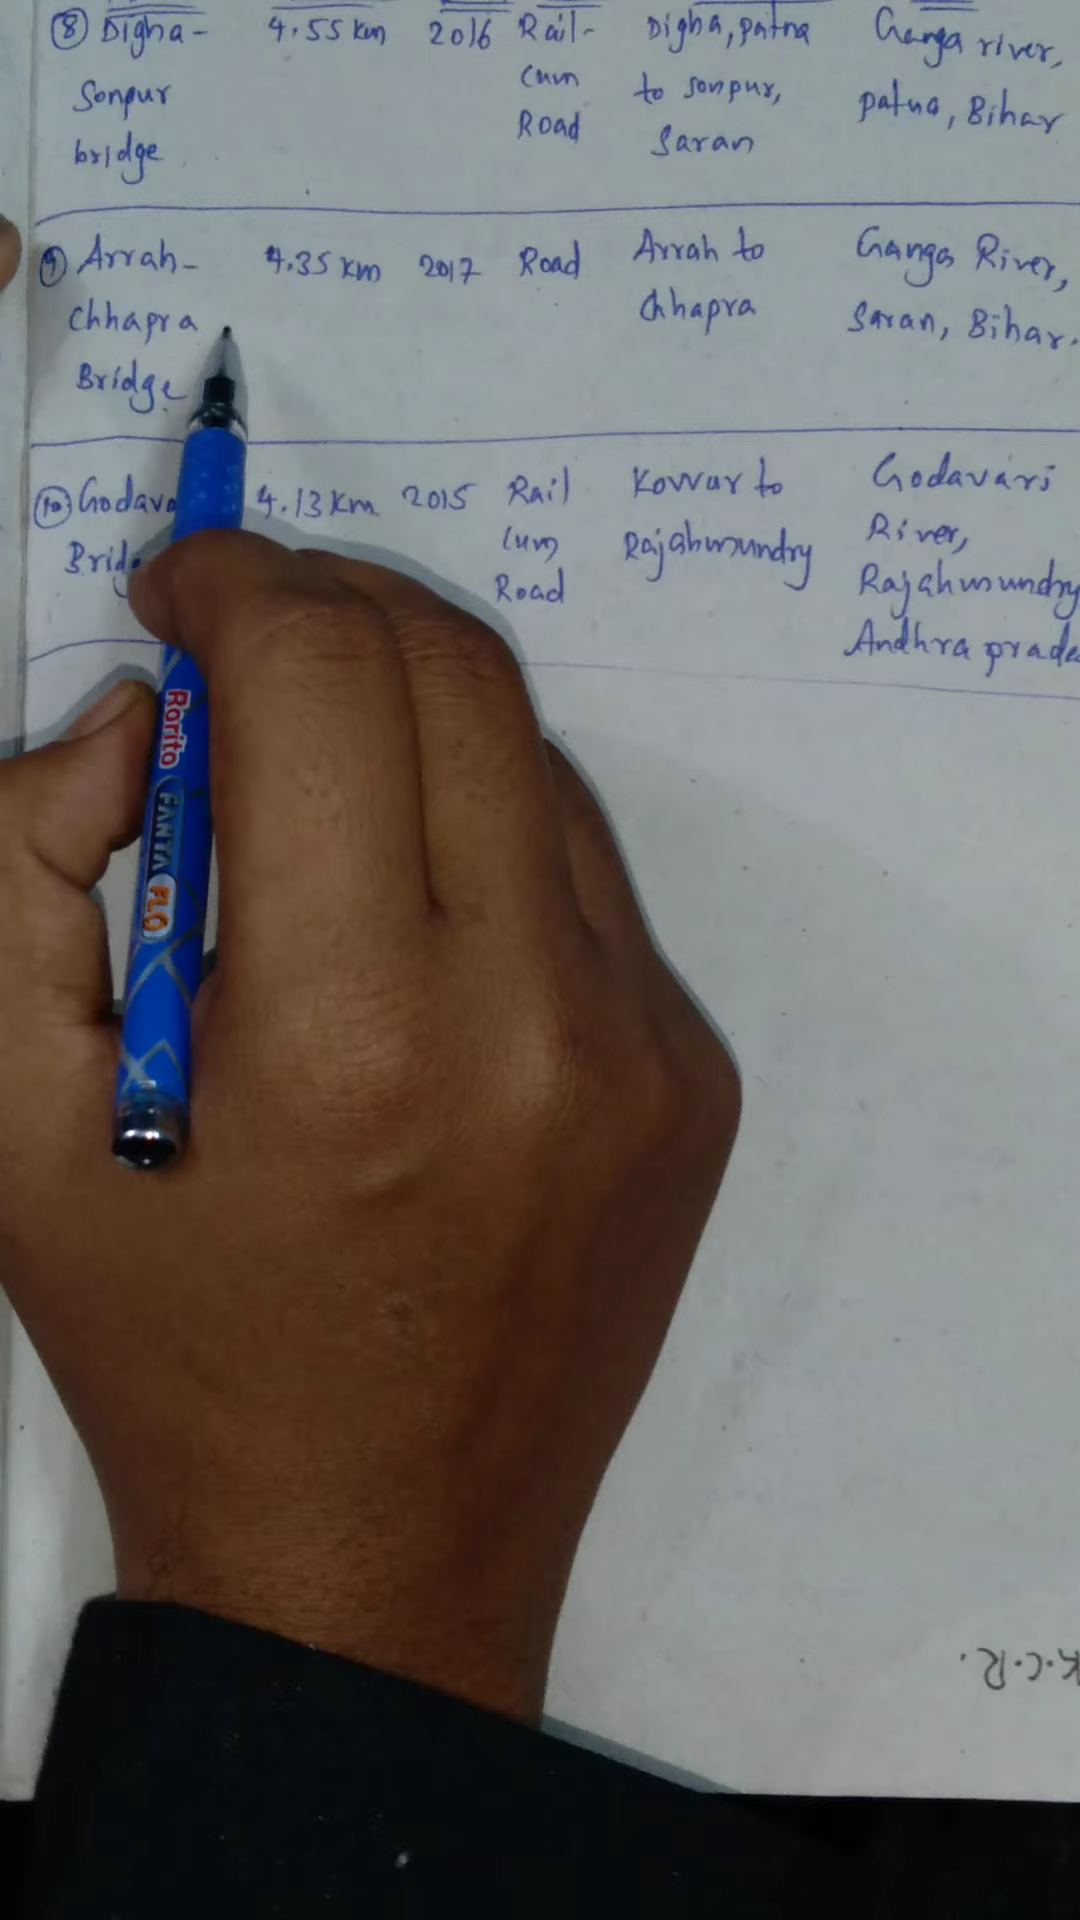 ⑧ Digha- 4.55 km 2016 Rail- Digha, patna Ganga river,
Sonpur cum to sonpur, patna, Bihar
bridge Road Saran
⑨ Arrah- 4.35 km 2017 Road Arrah to Ganga River,
Chhapra Chhapra Saran, Bihar.
Bridge
⑩ Godava 4.13 km 2015 Rail Kovvur to Godavari
Bridg cum Rajahmundry River,
Road Rajahmundry
Andhra prade
Rorito
FANTA
FLO
K.C.R.